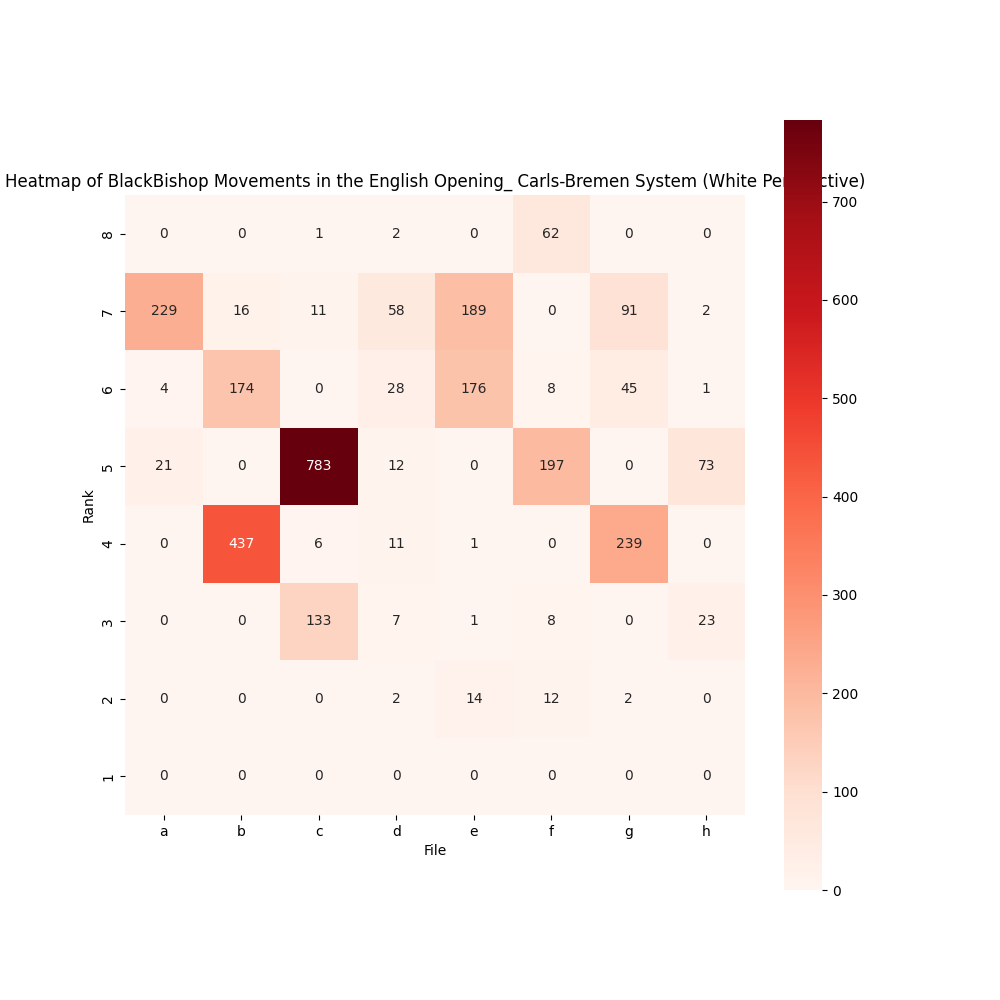 Heatmap of BlackBishop Movements in the English Opening_ Carls-Bremen System (White Perspective)
8 0 0 1 2 0 62 0 0
7 229 16 11 58 189 0 91 2
6 4 174 0 28 176 8 45 1
5 21 0 783 12 0 197 0 73
4 0 437 6 11 1 0 239 0
3 0 0 133 7 1 8 0 23
2 0 0 0 2 14 12 2 0
1 0 0 0 0 0 0 0 0
a b c d e f g h
File
Rank
700
600
500
400
300
200
100
0